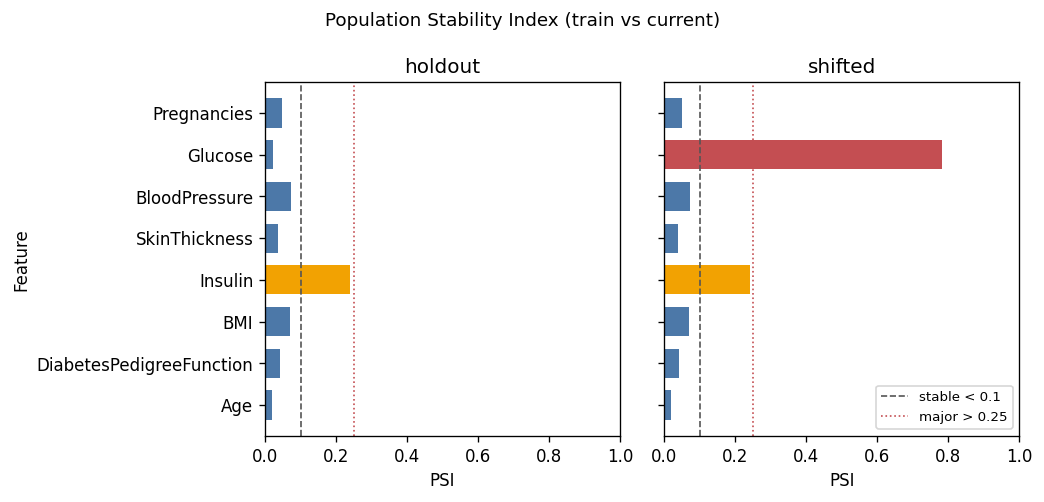 Population Stability Index (train vs current)
holdout
shifted
Feature
Pregnancies
Glucose
BloodPressure
SkinThickness
Insulin
BMI
DiabetesPedigreeFunction
Age
stable < 0.1
major > 0.25
0.0 0.2 0.4 0.6 0.8 1.0
0.0 0.2 0.4 0.6 0.8 1.0
PSI
PSI